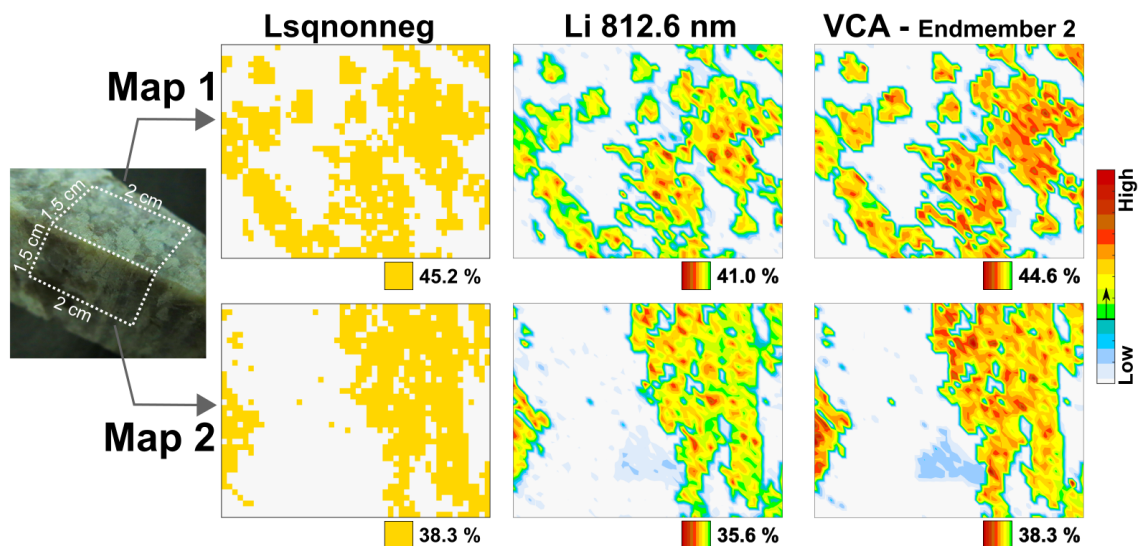 Lsqnonneg
Li 812.6 nm
VCA - Endmember 2
Map 1
45.2 %
41.0 %
44.6 %
1.5 cm
2 cm
1.5 cm
2 cm
Map 2
38.3 %
35.6 %
38.3 %
High
Low